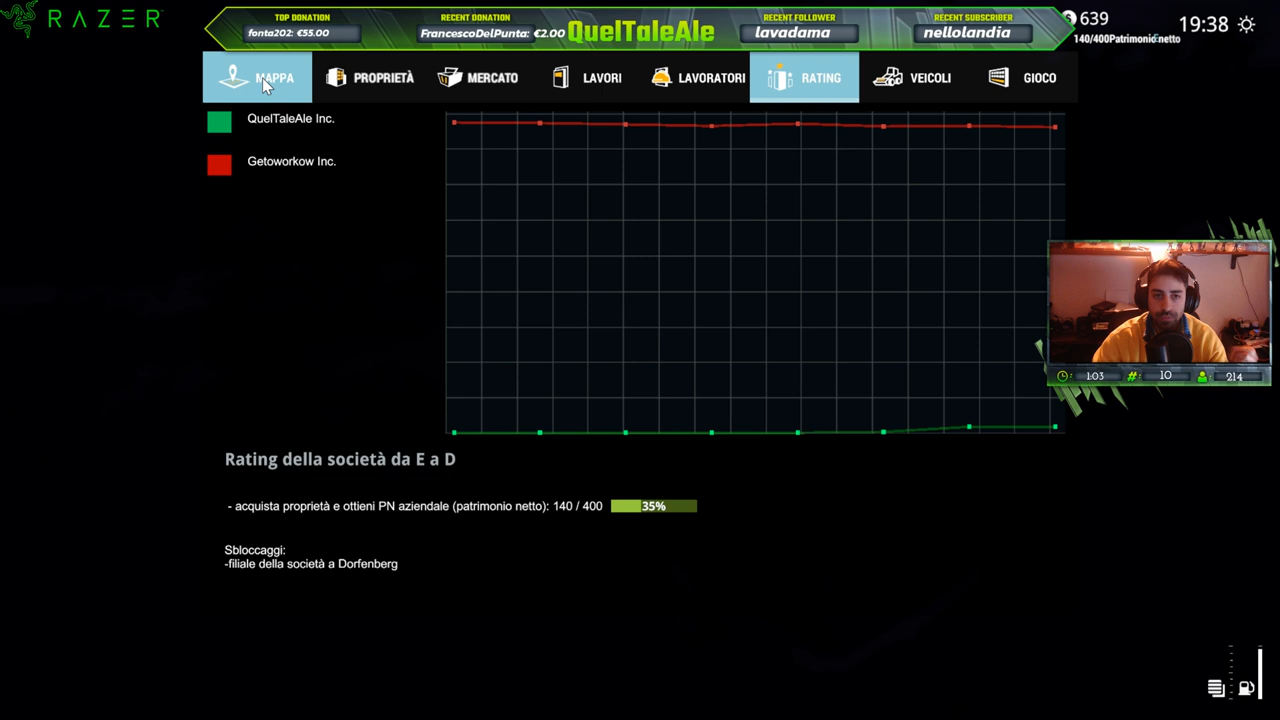 RAZER
TOP DONATION
fonta202: €55.00
RECENT DONATION
FrancescoDelPunta: €2.00
QuelTaleAle
RECENT FOLLOWER
lavadama
RECENT SUBSCRIBER
nellolandia
639
140/400Patrimonio netto
19:38
MAPPA
PROPRIETÀ
MERCATO
LAVORI
LAVORATORI
RATING
VEICOLI
GIOCO
QuelTaleAle Inc.
Getoworkow Inc.
1:03
#: 10
214
Rating della società da E a D
- acquista proprietà e ottieni PN aziendale (patrimonio netto): 140 / 400 35%
Sbloccaggi:
-filiale della società a Dorfenberg